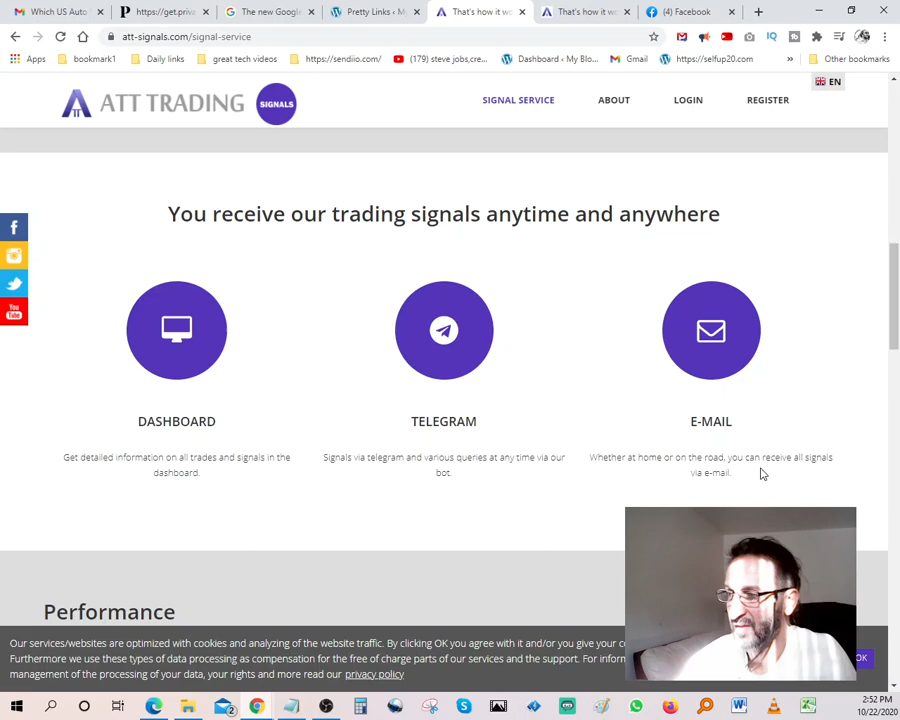 Which US Auto
https://get.priva
The new Google
Pretty Links ‹ My
That's how it wo
That's how it wo
(4) Facebook
att-signals.com/signal-service
Apps
bookmark1
Daily links
great tech videos
https://sendiio.com/
(179) steve jobs,cre...
Dashboard ‹ My Blo...
Gmail
https://selfup20.com
Other bookmarks
ATT TRADING SIGNALS
SIGNAL SERVICE
ABOUT
LOGIN
REGISTER
EN
You receive our trading signals anytime and anywhere
You
DASHBOARD
Get detailed information on all trades and signals in the
dashboard.
TELEGRAM
Signals via telegram and various queries at any time via our
bot.
E-MAIL
Whether at home or on the road, you can receive all signals
via e-mail.
Performance
Our services/websites are optimized with cookies and analyzing of the website traffic. By clicking OK you agree with it and/or you give your
Furthermore we use these types of data processing as compensation for the free of charge parts of our services and the support. For
management of the processing of your data, your rights and more read our privacy policy
OK
2:52 PM
10/22/2020